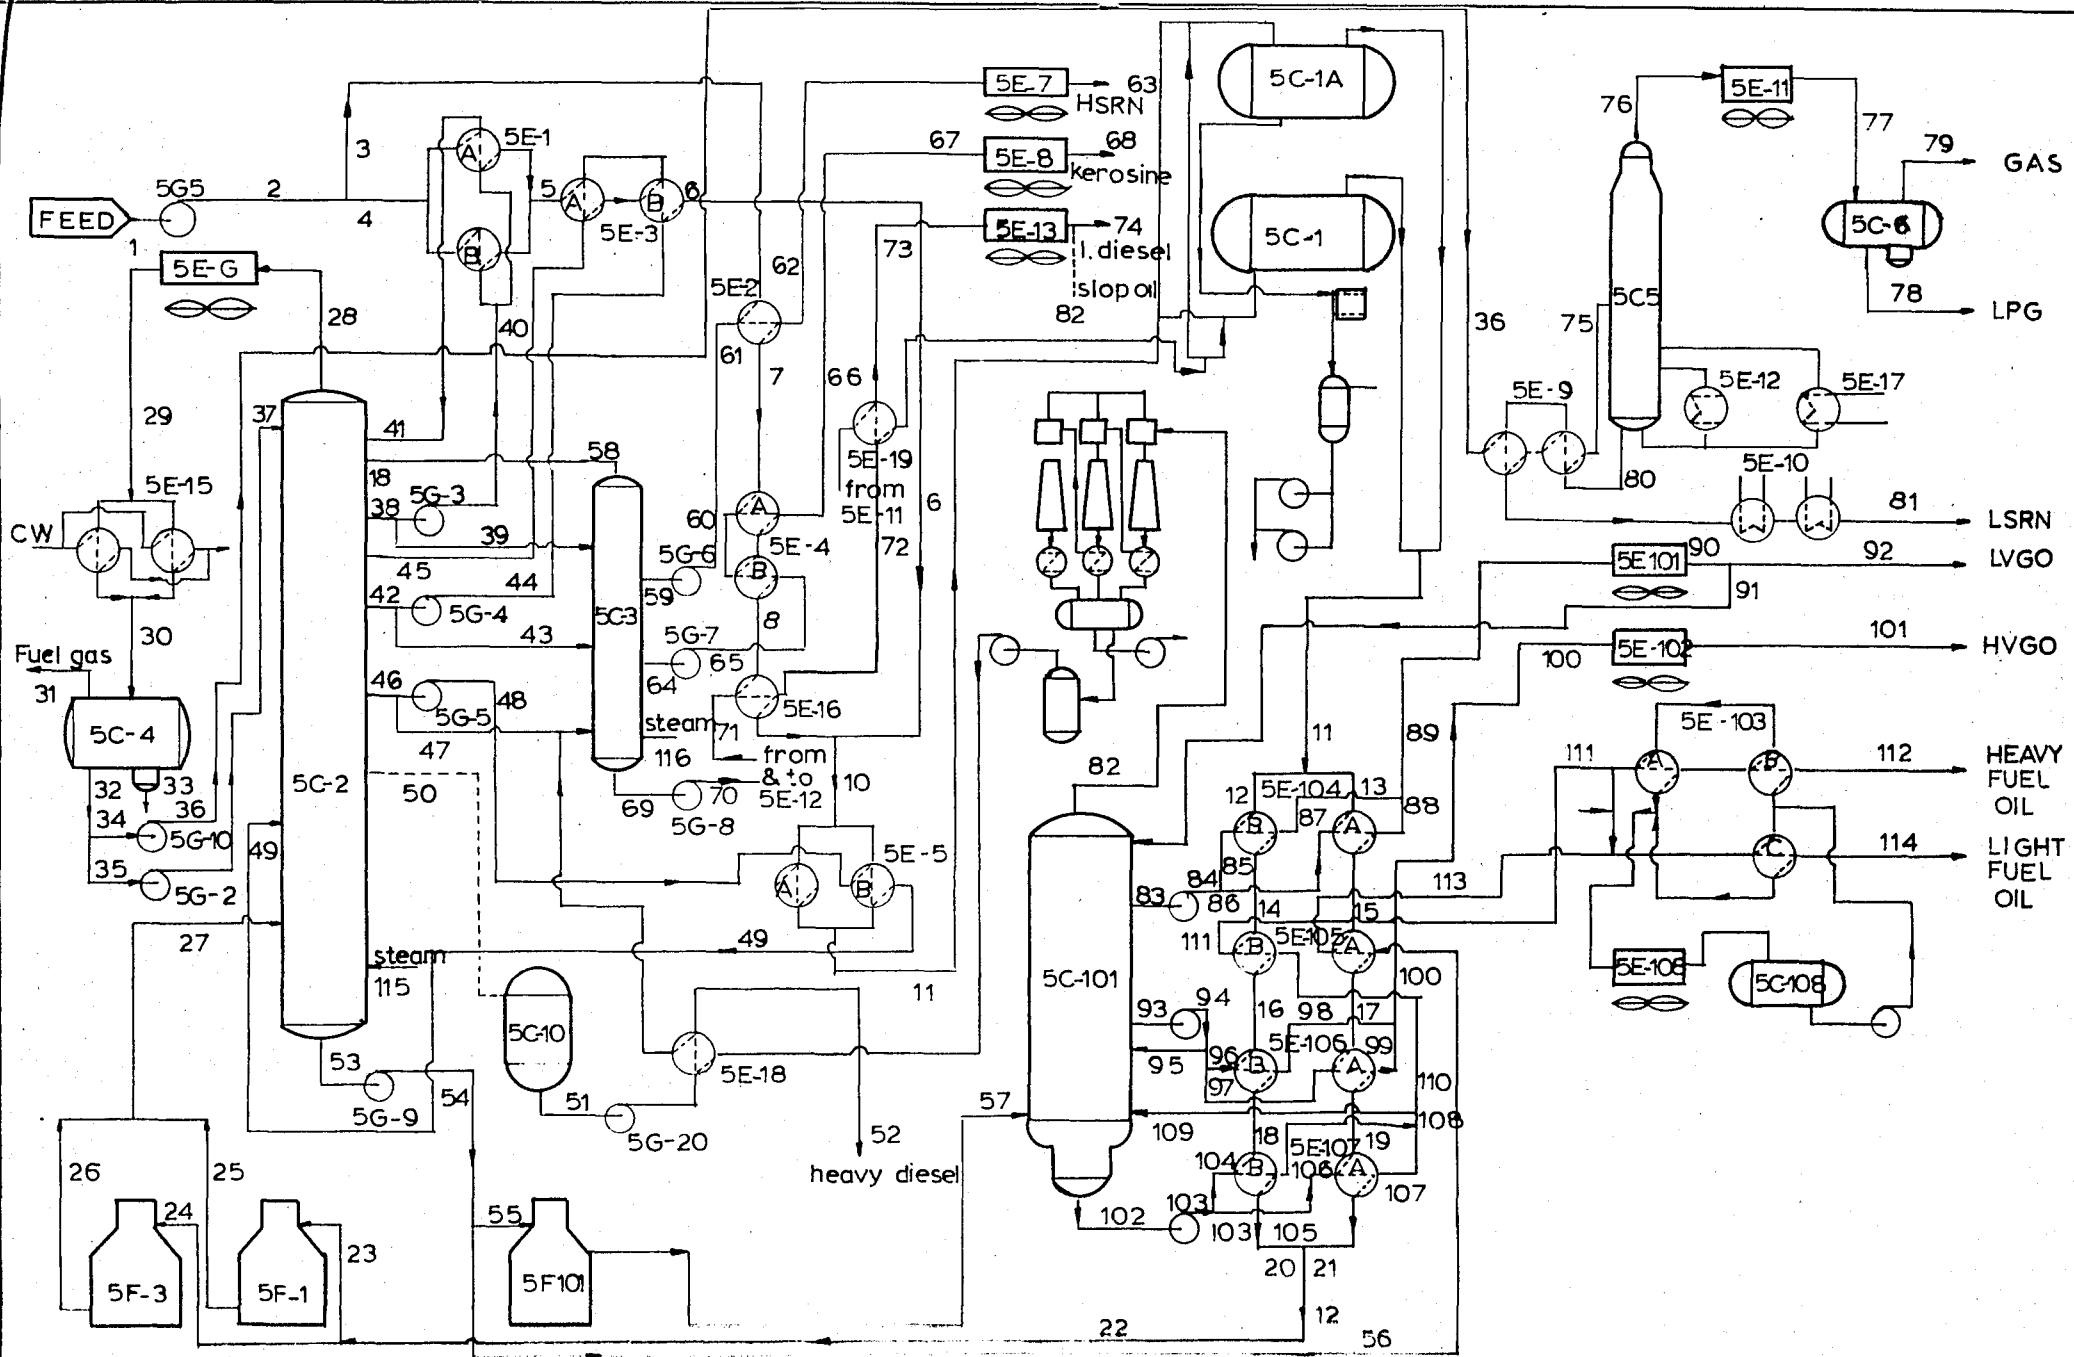 FEED
1
5G5
2
3
4
5E-1
A
B
5
A
B
5E-3
6
5E-G
28
29
40
5E-15
CW
30
Fuel gas
31
5C-4
32
33
34
35
36
5G-10
5G-2
37
41
18
58
38
5G-3
39
45
42
44
5G-4
43
46
48
5G-5
47
50
49
5C-2
27
steam
115
53
5G-9
54
26
25
24
23
5F-3
5F-1
55
5F101
5C-3
59
5G-6
60
61
5G-7
65
64
steam
116
69
70
5G-8
71
from
& to
5E-12
5E-2
62
7
A
5E-4
B
8
5E-16
66
5E-19
from
5E-11
72
73
6
10
5E-5
A
B
49
11
5C-10
51
5G-20
5E-18
52
heavy diesel
5E-7
63
HSRN
67
5E-8
68
kerosine
5E-13
74
l.diesel
slop oil
82
5C-1A
5C-1
36
76
5E-11
77
79
GAS
5C-6
78
LPG
5C5
75
5E-9
5E-12
5E-17
80
5E-10
81
LSRN
5E101
90
92
LVGO
91
100
5E-102
101
HVGO
11
89
82
12
5E-104
13
B
87
A
88
85
83
84
86
113
14
15
111
B
5E-105
A
100
5C-101
93
94
16
98
17
95
96
B
5E-106
99
A
97
110
57
109
108
18
19
104
B
5E-107
106
A
107
102
103
103
105
20
21
12
22
56
111
5E-103
A
B
112
HEAVY
FUEL
OIL
C
114
LIGHT
FUEL
OIL
5E-108
5C-108